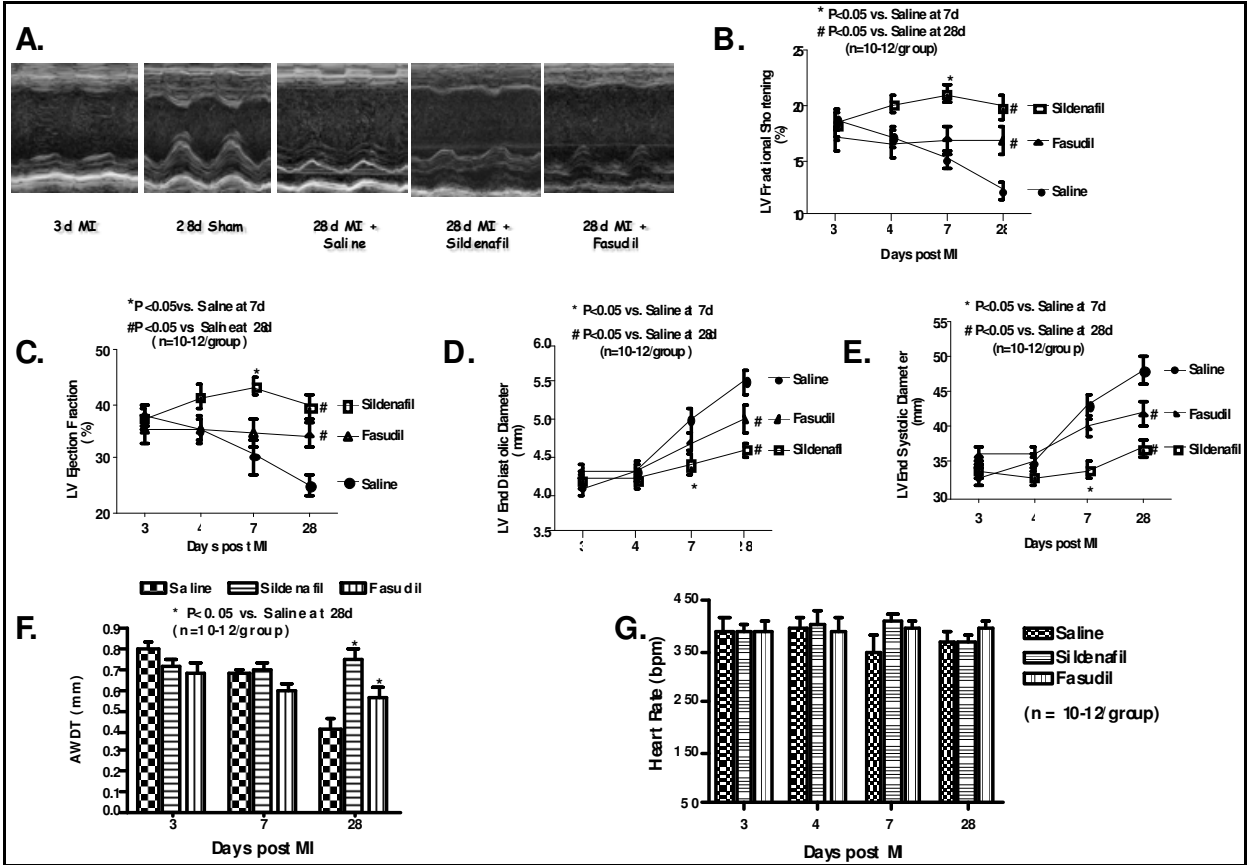 A.
3d MI
28d Sham
28d MI +
Saline
28d MI +
Sildenafil
28d MI +
Fasudil
B.
* P<0.05 vs. Saline at 7d
# P<0.05 vs. Saline at 28d
(n=10-12/group)
LV Fractional Shortening
(%)
25
20
15
10
*
# Sildenafil
# Fasudil
Saline
3 4 7 28
Days post MI
C.
*P<0.05vs. Saline at 7d
#P<0.05 vs Saline at 28d
(n=10-12/group)
LV Ejection Fraction
(%)
50
40
30
20
*
# Sildenafil
# Fasudil
Saline
3 4 7 28
Days post MI
D.
* P<0.05 vs. Saline at 7d
# P<0.05 vs. Saline at 28d
(n=10-12/group)
LV End Diastolic Diameter
(mm)
6.0
5.5
5.0
4.5
4.0
3.5
Saline
# Fasudil
# Sildenafil
*
3 4 7 28
Days post MI
E.
* P<0.05 vs. Saline at 7d
# P<0.05 vs. Saline at 28d
(n=10-12/group)
LV End Systolic Diameter
(mm)
55
50
45
40
35
30
Saline
# Fasudil
# Sildenafil
*
3 4 7 28
Days post MI
F.
Saline Sildenafil Fasudil
* P<0.05 vs Saline at 28d
(n=10-12/group)
AWDT (mm)
0.9
0.8
0.7
0.6
0.5
0.4
0.3
0.2
0.1
0.0
*
*
3 7 28
Days post MI
G.
Heart Rate (bpm)
450
350
250
150
50
Saline
Sildenafil
Fasudil
(n = 10-12/group)
3 4 7 28
Days post MI